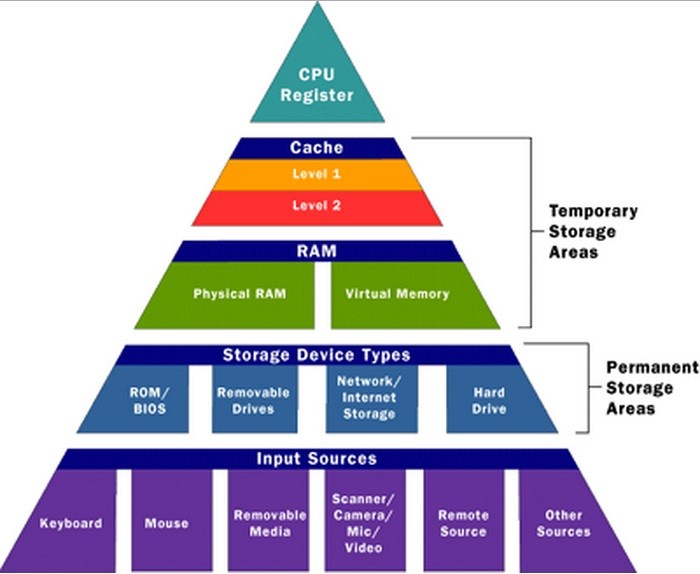 CPU
Register
Cache
Level 1
Level 2
Temporary
Storage
Areas
RAM
Physical RAM
Virtual Memory
Storage Device Types
ROM/
BIOS
Removable
Drives
Network/
Internet
Storage
Hard
Drive
Permanent
Storage
Areas
Input Sources
Keyboard
Mouse
Removable
Media
Scanner/
Camera/
Mic/
Video
Remote
Source
Other
Sources